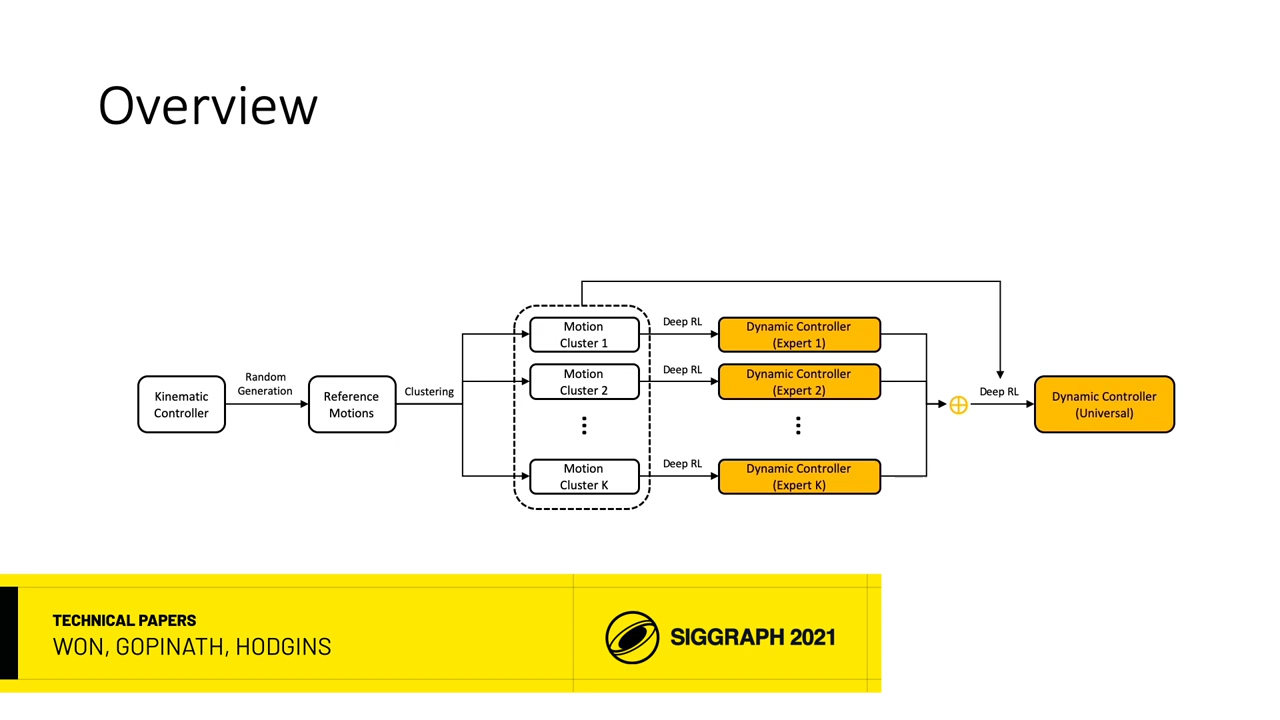 Overview
Kinematic
Controller
Random
Generation
Reference
Motions
Clustering
Motion
Cluster 1
Motion
Cluster 2
Motion
Cluster K
Deep RL
Deep RL
Deep RL
Dynamic Controller
(Expert 1)
Dynamic Controller
(Expert 2)
Dynamic Controller
(Expert K)
Deep RL
Dynamic Controller
(Universal)
TECHNICAL PAPERS
WON, GOPINATH, HODGINS
SIGGRAPH 2021